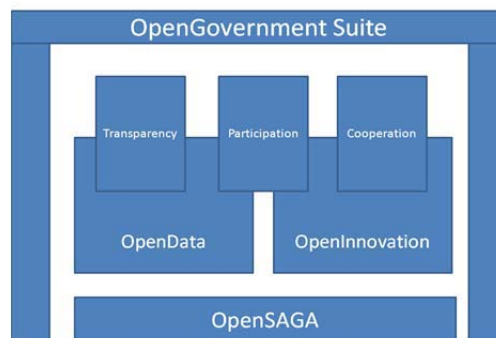 OpenGovernment Suite
Transparency
Participation
Cooperation
OpenData
OpenInnovation
OpenSAGA